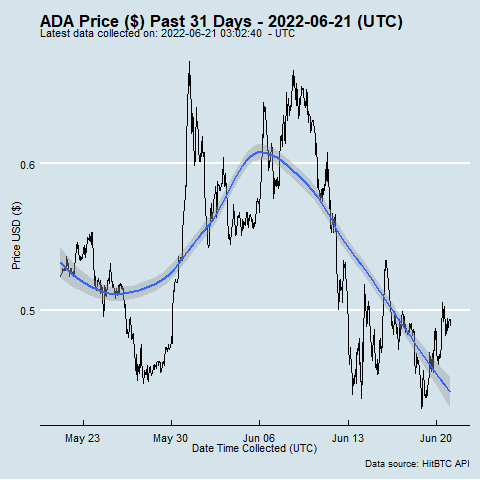 ADA Price ($) Past 31 Days - 2022-06-21 (UTC)
Latest data collected on: 2022-06-21 03:02:40 - UTC
Price USD ($)
0.6
0.5
May 23 May 30 Jun 06 Jun 13 Jun 20
Date Time Collected (UTC)
Data source: HitBTC API